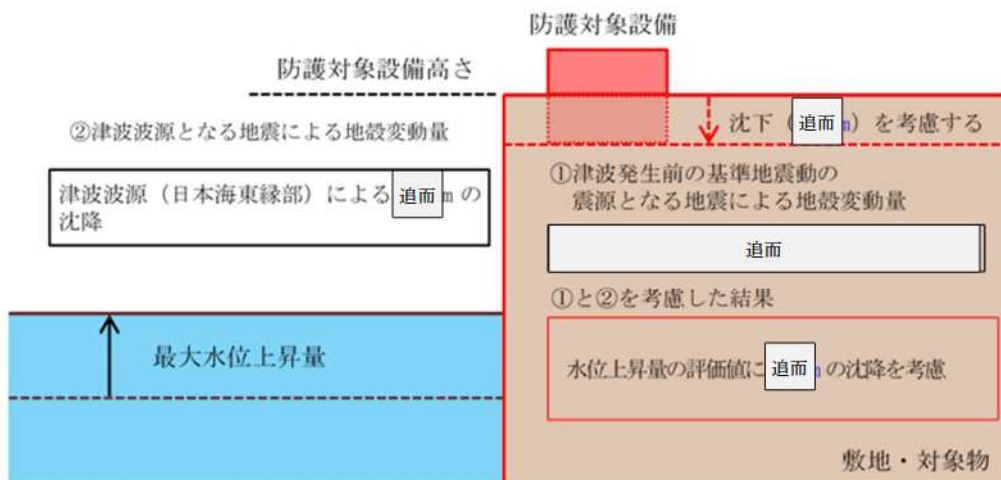 防護対象設備
防護対象設備高さ
②津波波源となる地震による地殻変動量
沈下（追而m）を考慮する
津波波源（日本海東縁部）による追而mの
沈降
①津波発生前の基準地震動の
震源となる地震による地殻変動量
追而
①と②を考慮した結果
最大水位上昇量
水位上昇量の評価値に追而mの沈降を考慮
敷地・対象物